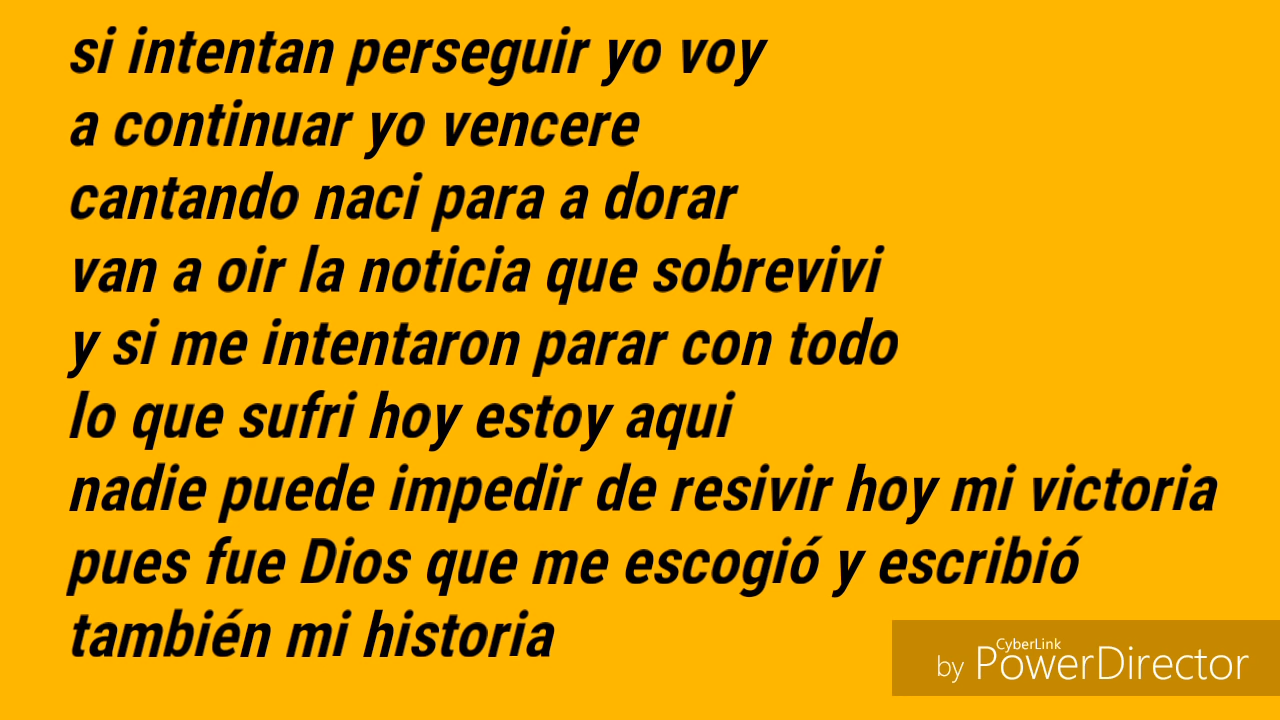 si intentan perseguir yo voy
a continuar yo vencere
cantando naci para a dorar
van a oir la noticia que sobrevivi
y si me intentaron parar con todo
lo que sufri hoy estoy aqui
nadie puede impedir de resivir hoy mi victoria
pues fue Dios que me escogió y escribió
también mi historia
CyberLink
by PowerDirector